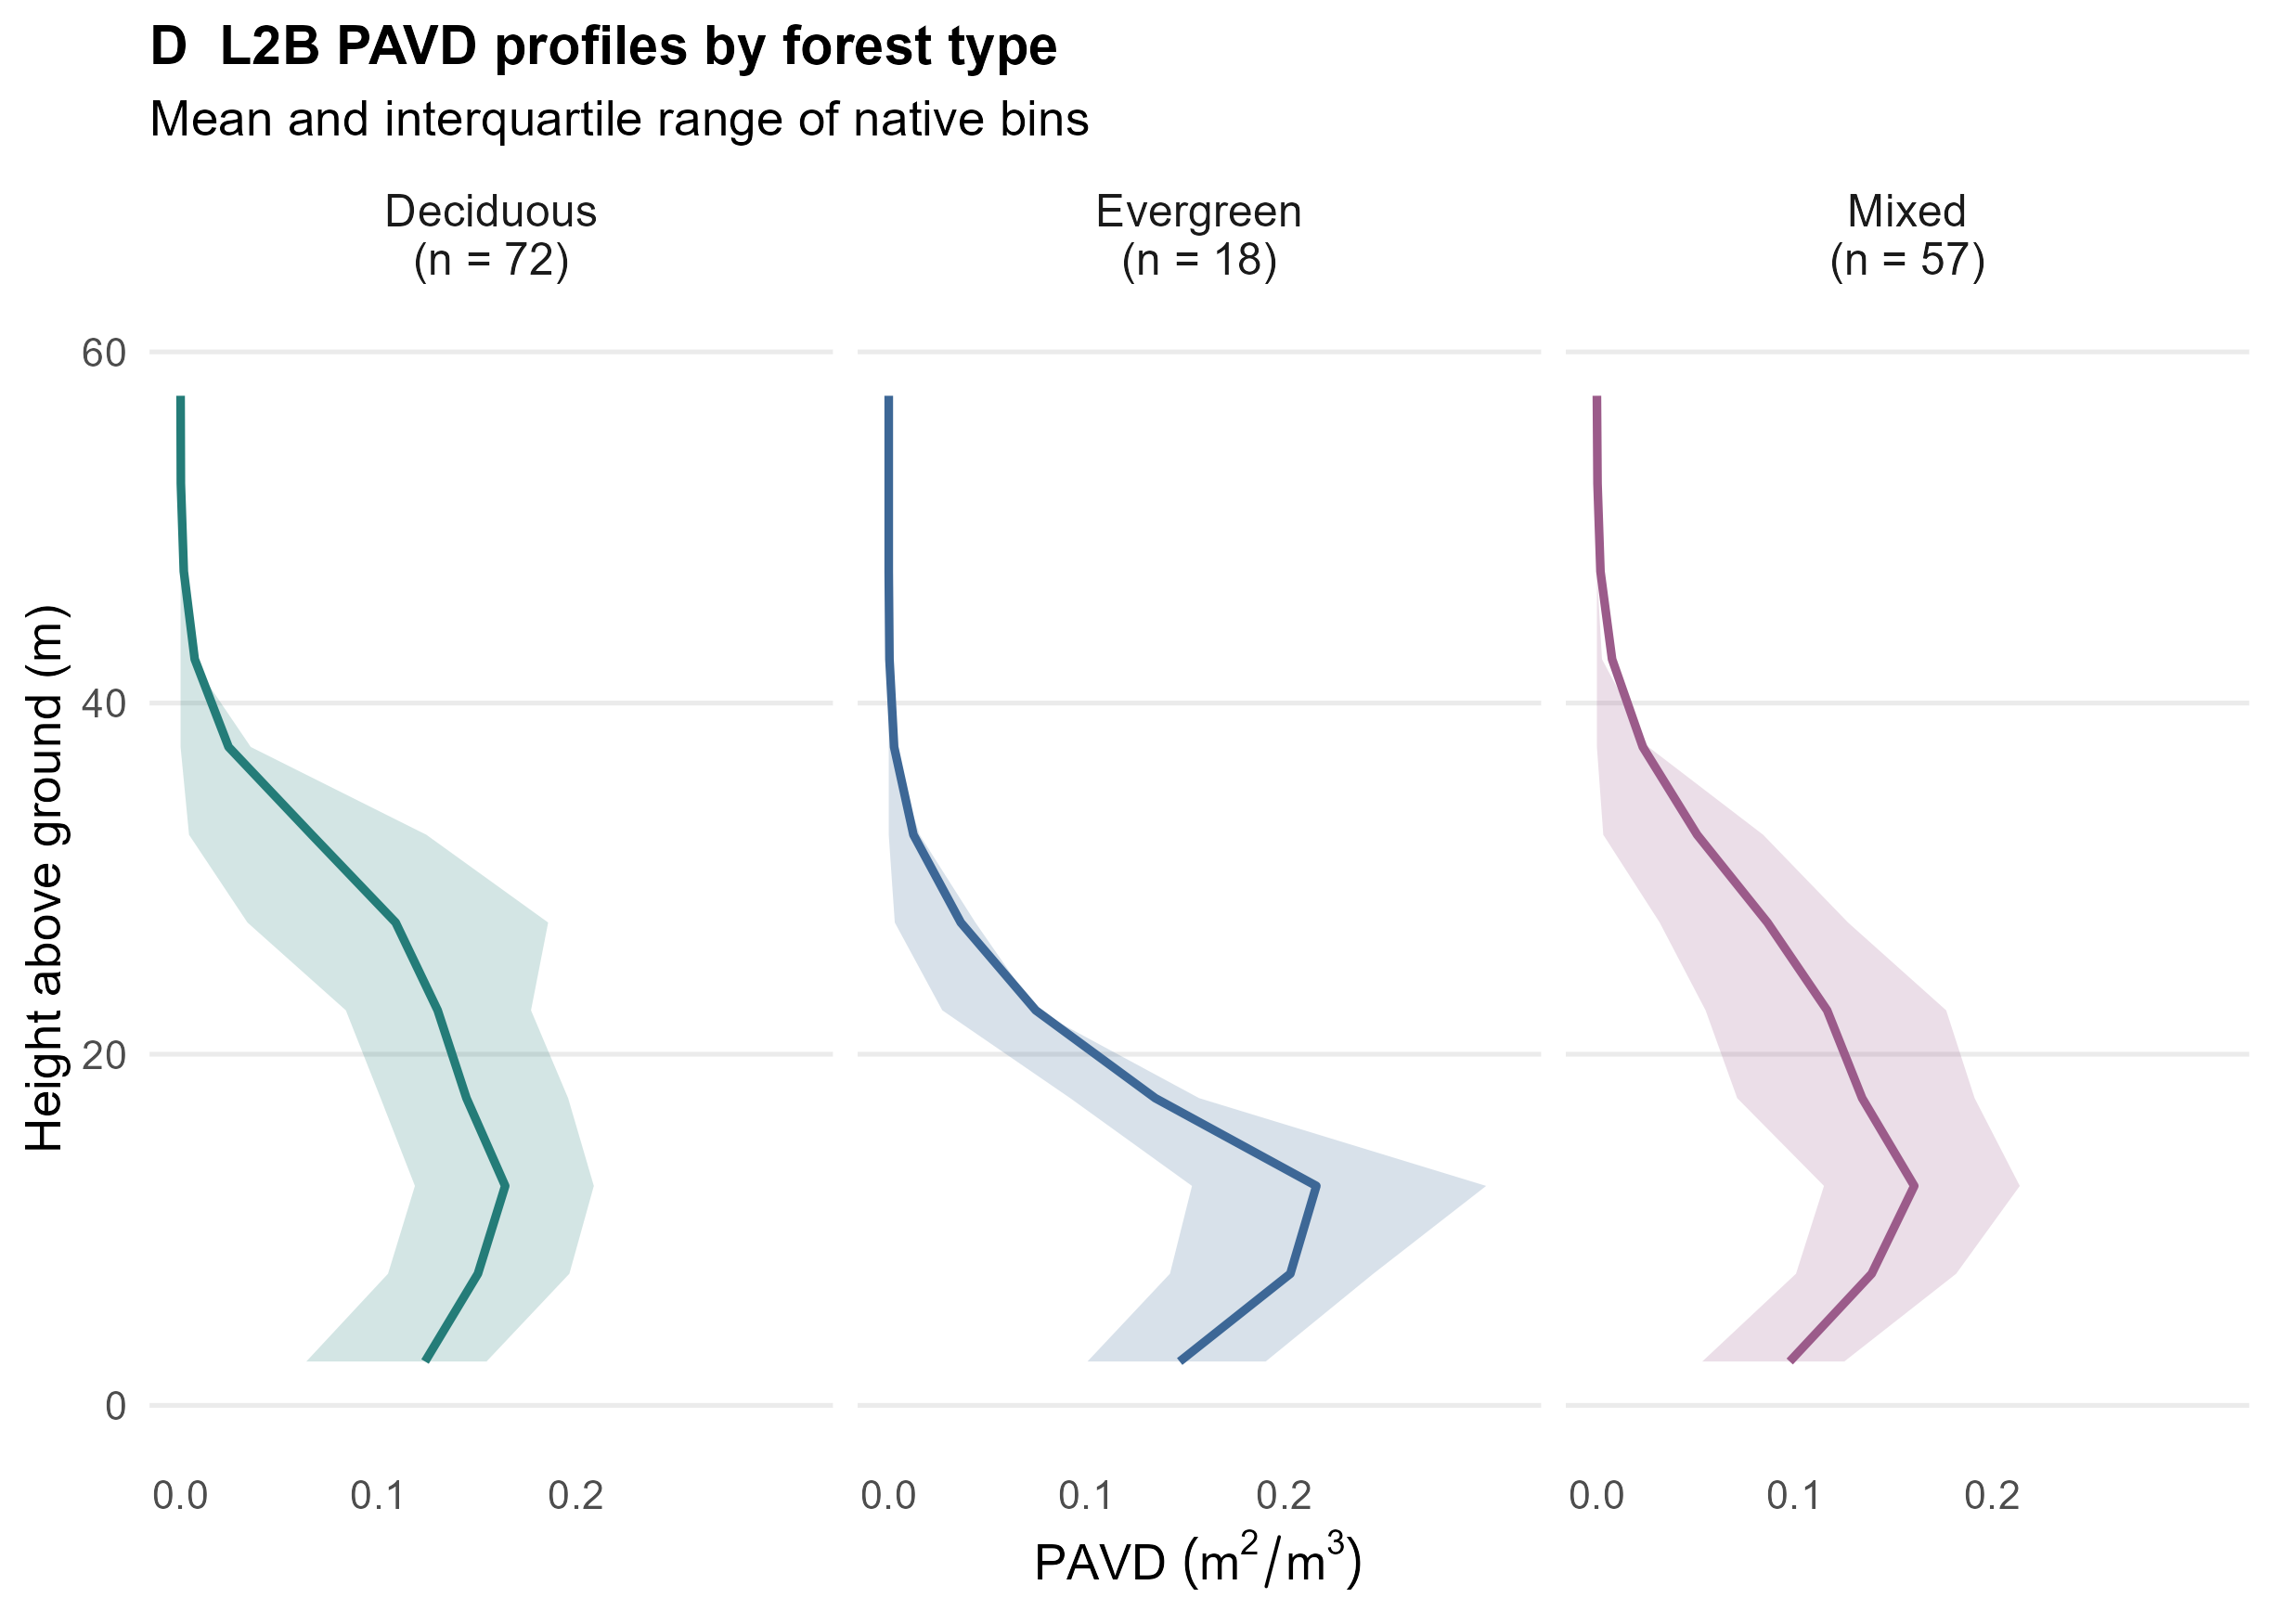 D L2B PAVD profiles by forest type
Mean and interquartile range of native bins
Deciduous
(n = 72)
Evergreen
(n = 18)
Mixed
(n = 57)
Height above ground (m)
60
40
20
0
0.0 0.1 0.2
0.0 0.1 0.2
0.0 0.1 0.2
PAVD (m²/m³)